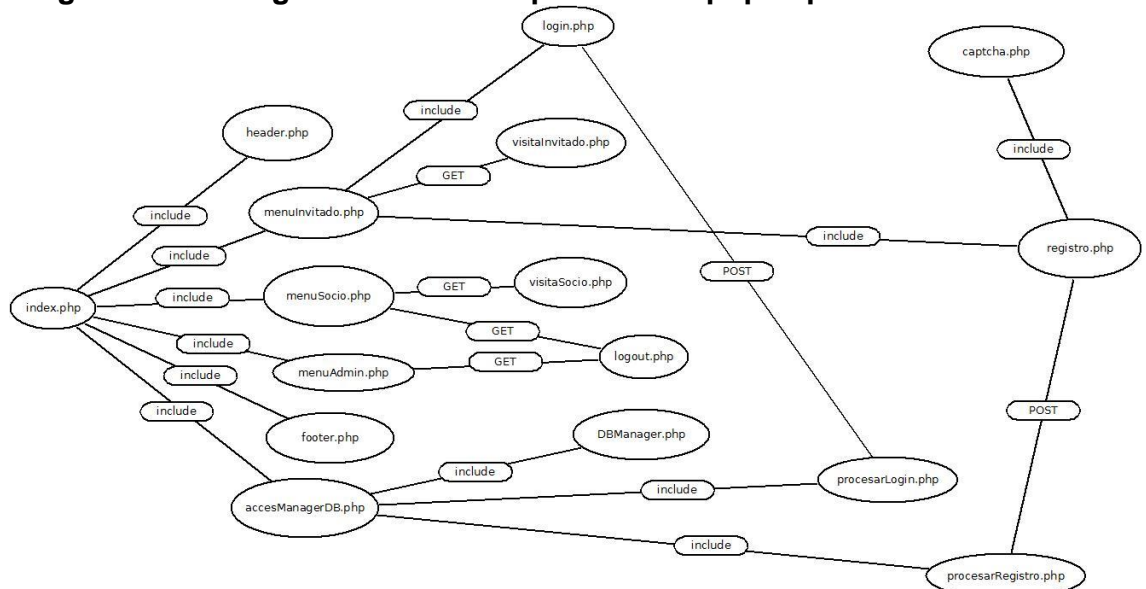 login.php
captcha.php
include
header.php
visitaInvitado.php
include
GET
include
menuInvitado.php
include
registro.php
include
POST
menuSocio.php
GET
visitaSocio.php
include
index.php
GET
include
logout.php
GET
menuAdmin.php
include
include
POST
footer.php
DBManager.php
include
procesarLogin.php
include
accesManagerDB.php
include
procesarRegistro.php